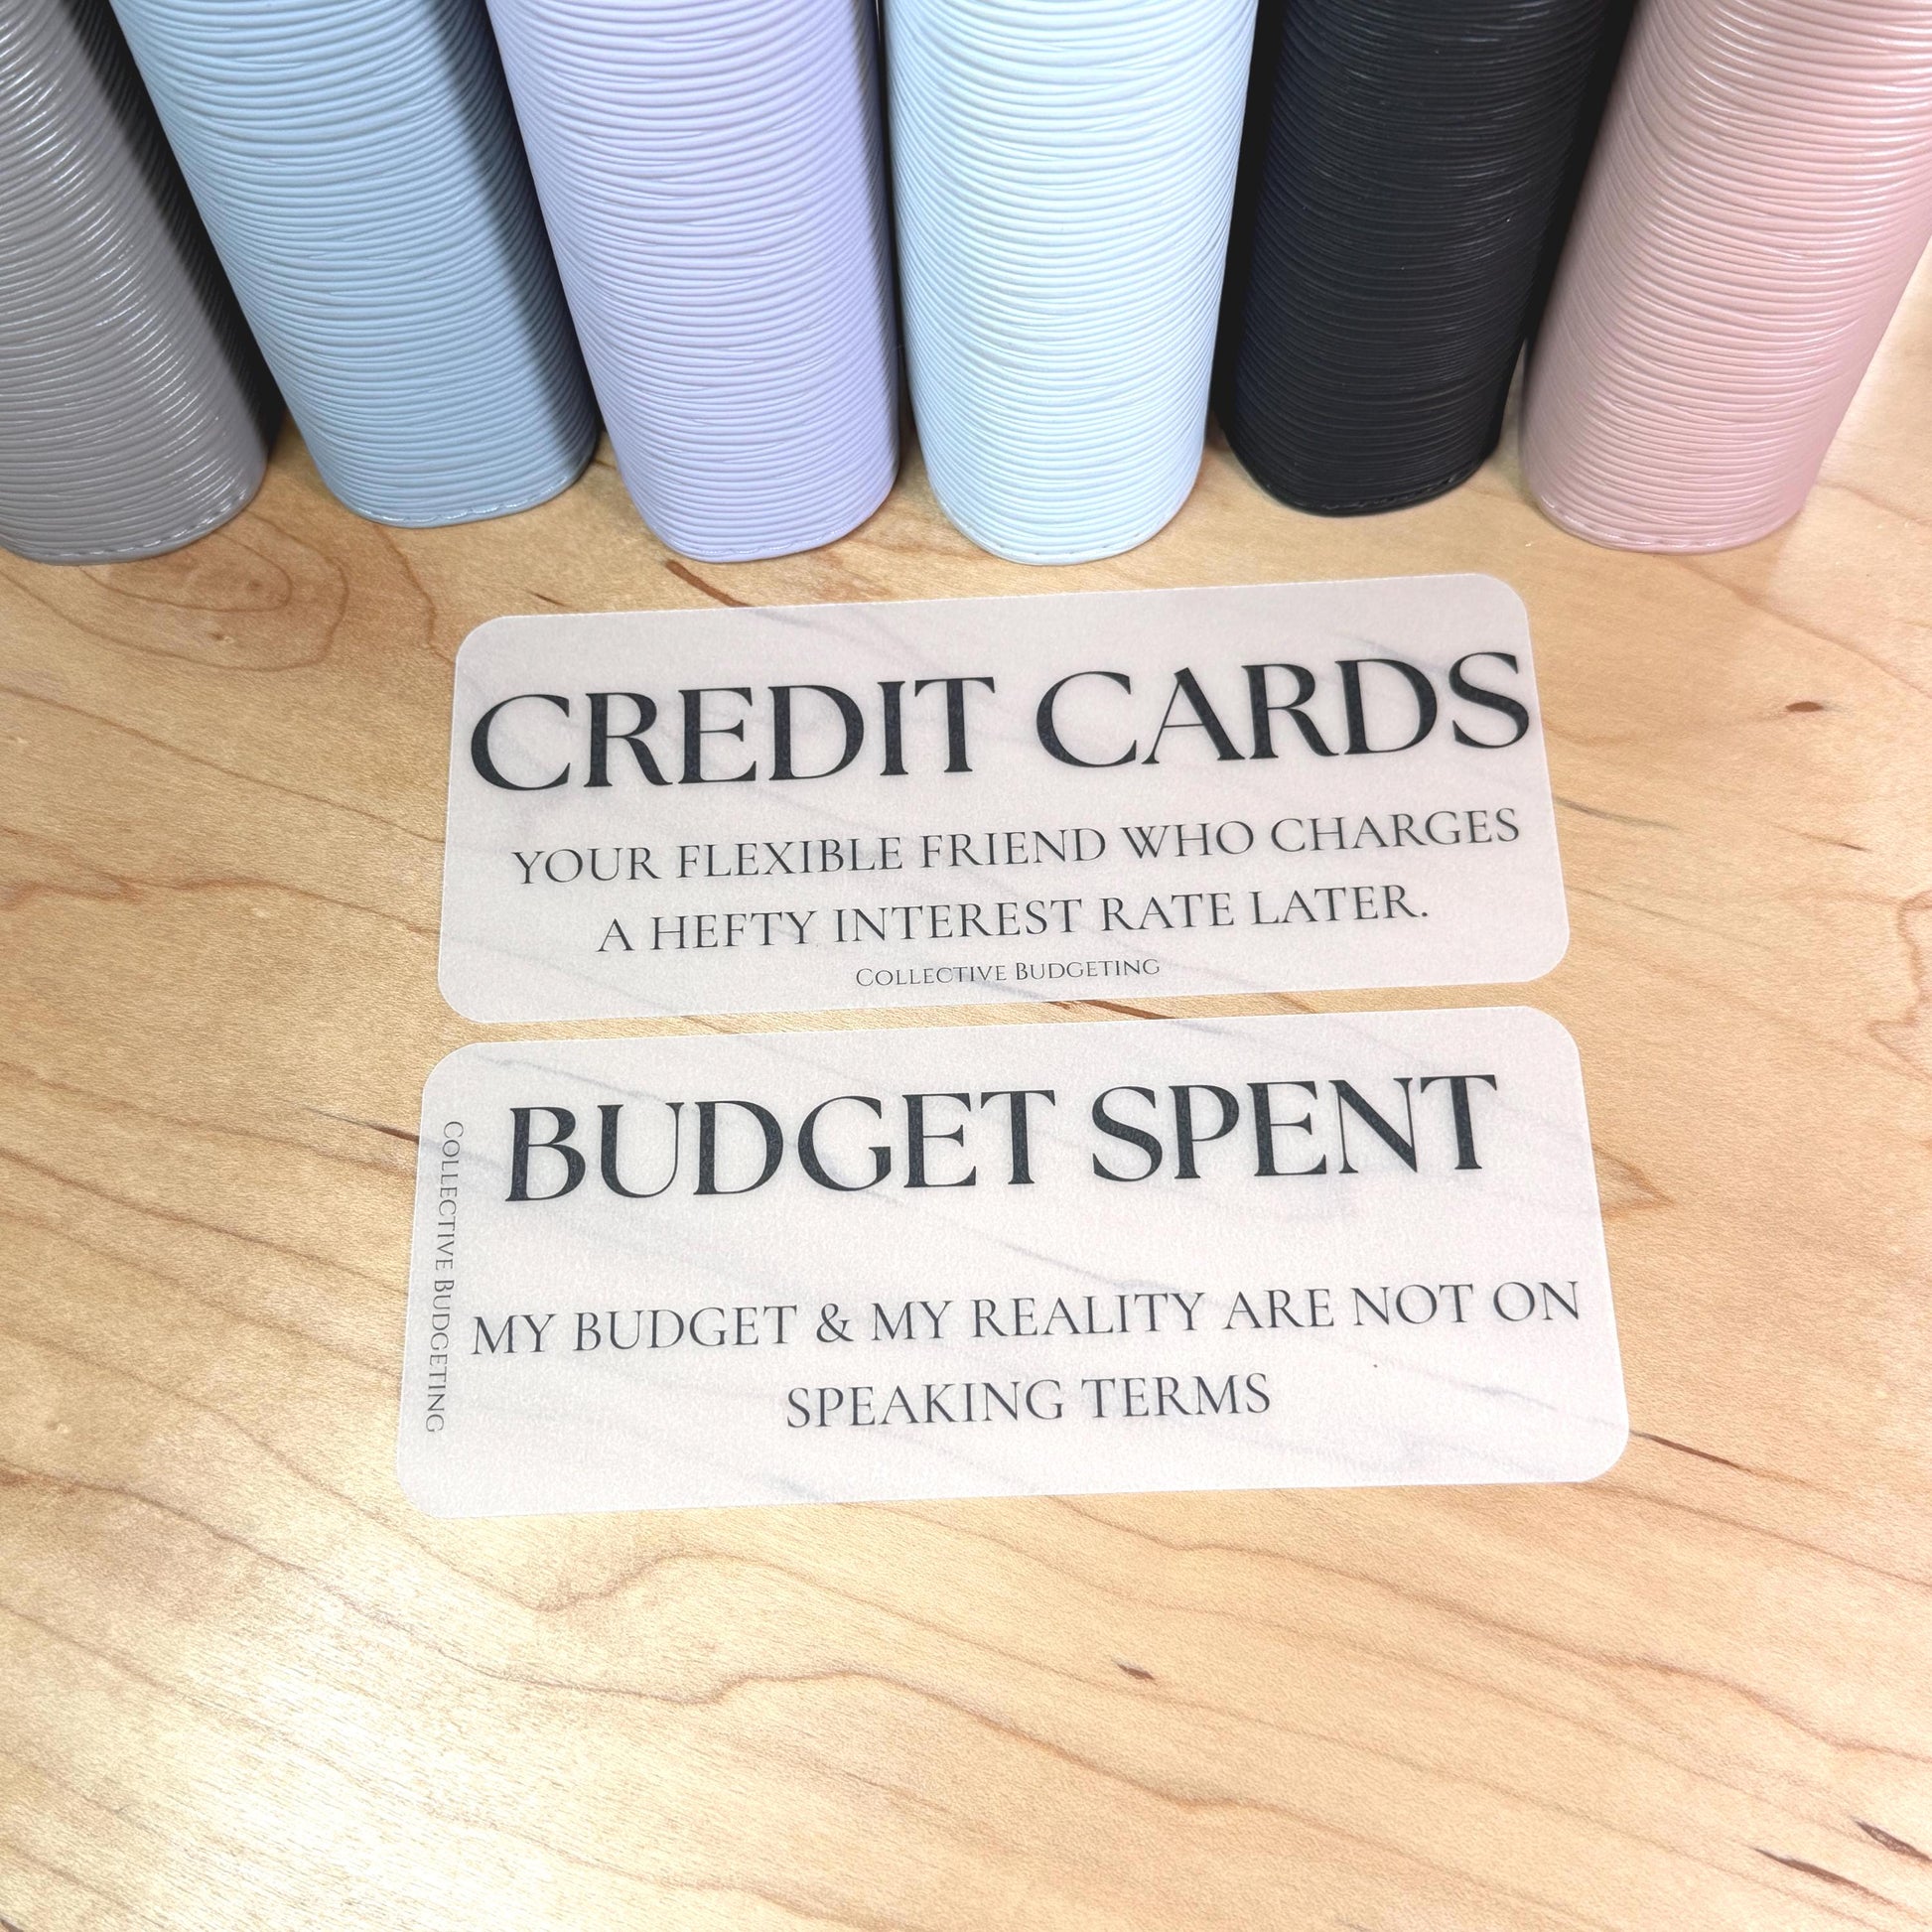 CREDIT CARDS
YOUR FLEXIBLE FRIEND WHO CHARGES
A HEFTY INTEREST RATE LATER.
COLLECTIVE BUDGETING
BUDGET SPENT
MY BUDGET & MY REALITY ARE NOT ON
SPEAKING TERMS
COLLECTIVE BUDGETING